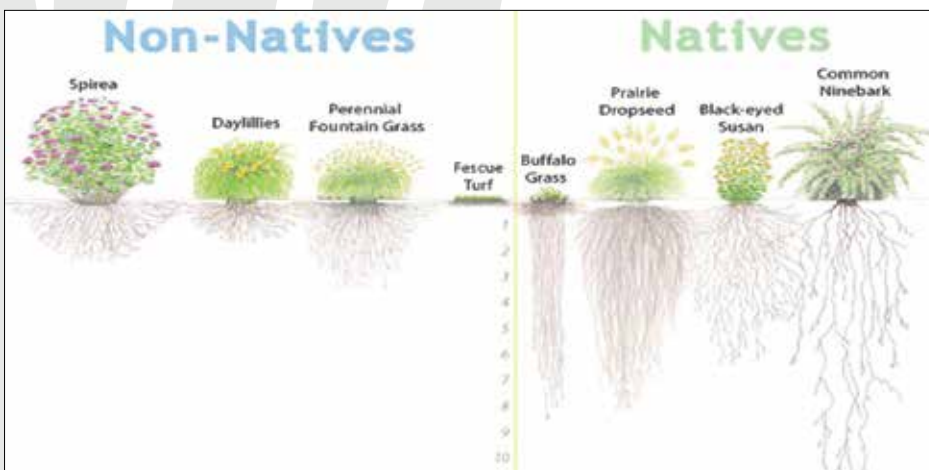 Non-Natives
Natives
Spirea
Daylillies
Perennial
Fountain Grass
Fescue
Turf
Buffalo
Grass
Prairie
Dropseed
Black-eyed
Susan
Common
Ninebark
1
2
3
4
5
6
7
8
9
10